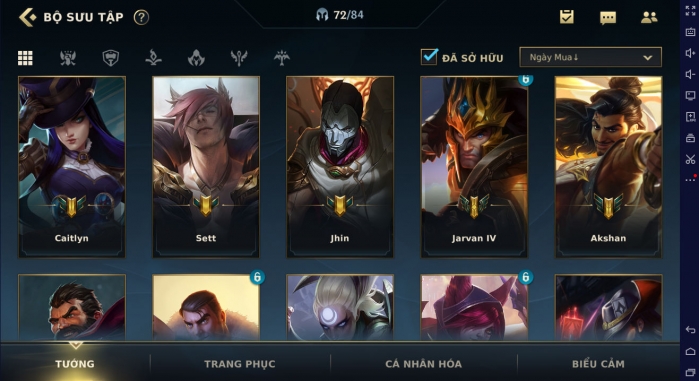 BỘ SƯU TẬP ?
72/84
ĐÃ SỞ HỮU
Ngày Mua↓
6
Caitlyn
Sett
Jhin
Jarvan IV
Akshan
6
6
TƯỚNG
TRANG PHỤC
CÁ NHÂN HÓA
BIỂU CẢM